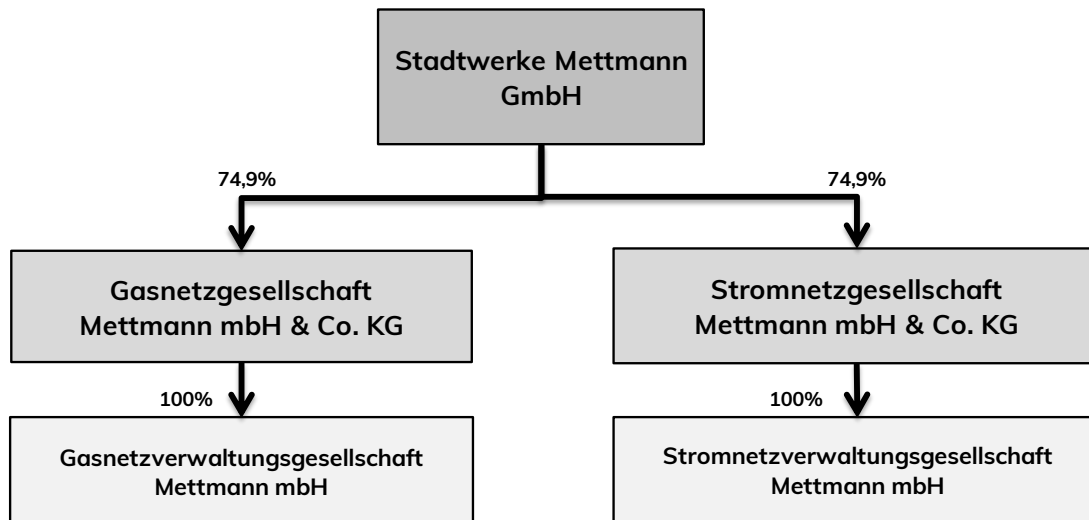 Stadtwerke Mettmann
GmbH
74,9%
74,9%
Gasnetzgesellschaft
Mettmann mbH & Co. KG
Stromnetzgesellschaft
Mettmann mbH & Co. KG
100%
100%
Gasnetzverwaltungsgesellschaft
Mettmann mbH
Stromnetzverwaltungsgesellschaft
Mettmann mbH